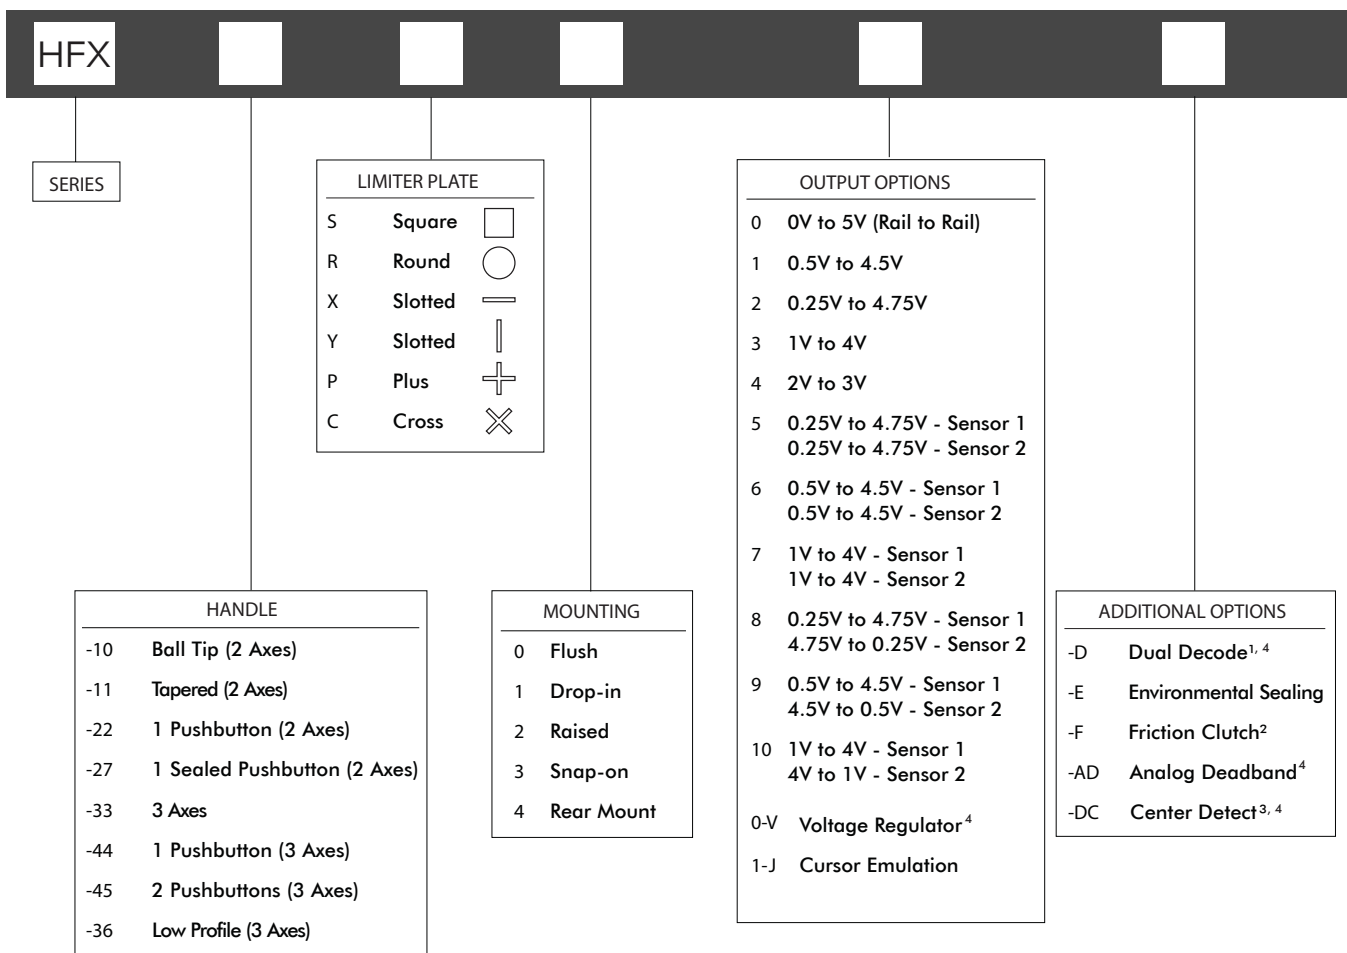 HFX
SERIES
LIMITER PLATE
S Square
R Round
X Slotted
Y Slotted
P Plus
C Cross
OUTPUT OPTIONS
0 0V to 5V (Rail to Rail)
1 0.5V to 4.5V
2 0.25V to 4.75V
3 1V to 4V
4 2V to 3V
5 0.25V to 4.75V - Sensor 1
0.25V to 4.75V - Sensor 2
6 0.5V to 4.5V - Sensor 1
0.5V to 4.5V - Sensor 2
7 1V to 4V - Sensor 1
1V to 4V - Sensor 2
8 0.25V to 4.75V - Sensor 1
4.75V to 0.25V - Sensor 2
9 0.5V to 4.5V - Sensor 1
4.5V to 0.5V - Sensor 2
10 1V to 4V - Sensor 1
4V to 1V - Sensor 2
0-V Voltage Regulator⁴
1-J Cursor Emulation
HANDLE
-10 Ball Tip (2 Axes)
-11 Tapered (2 Axes)
-22 1 Pushbutton (2 Axes)
-27 1 Sealed Pushbutton (2 Axes)
-33 3 Axes
-44 1 Pushbutton (3 Axes)
-45 2 Pushbuttons (3 Axes)
-36 Low Profile (3 Axes)
MOUNTING
0 Flush
1 Drop-in
2 Raised
3 Snap-on
4 Rear Mount
ADDITIONAL OPTIONS
-D Dual Decode¹, ⁴
-E Environmental Sealing
-F Friction Clutch²
-AD Analog Deadband⁴
-DC Center Detect³, ⁴